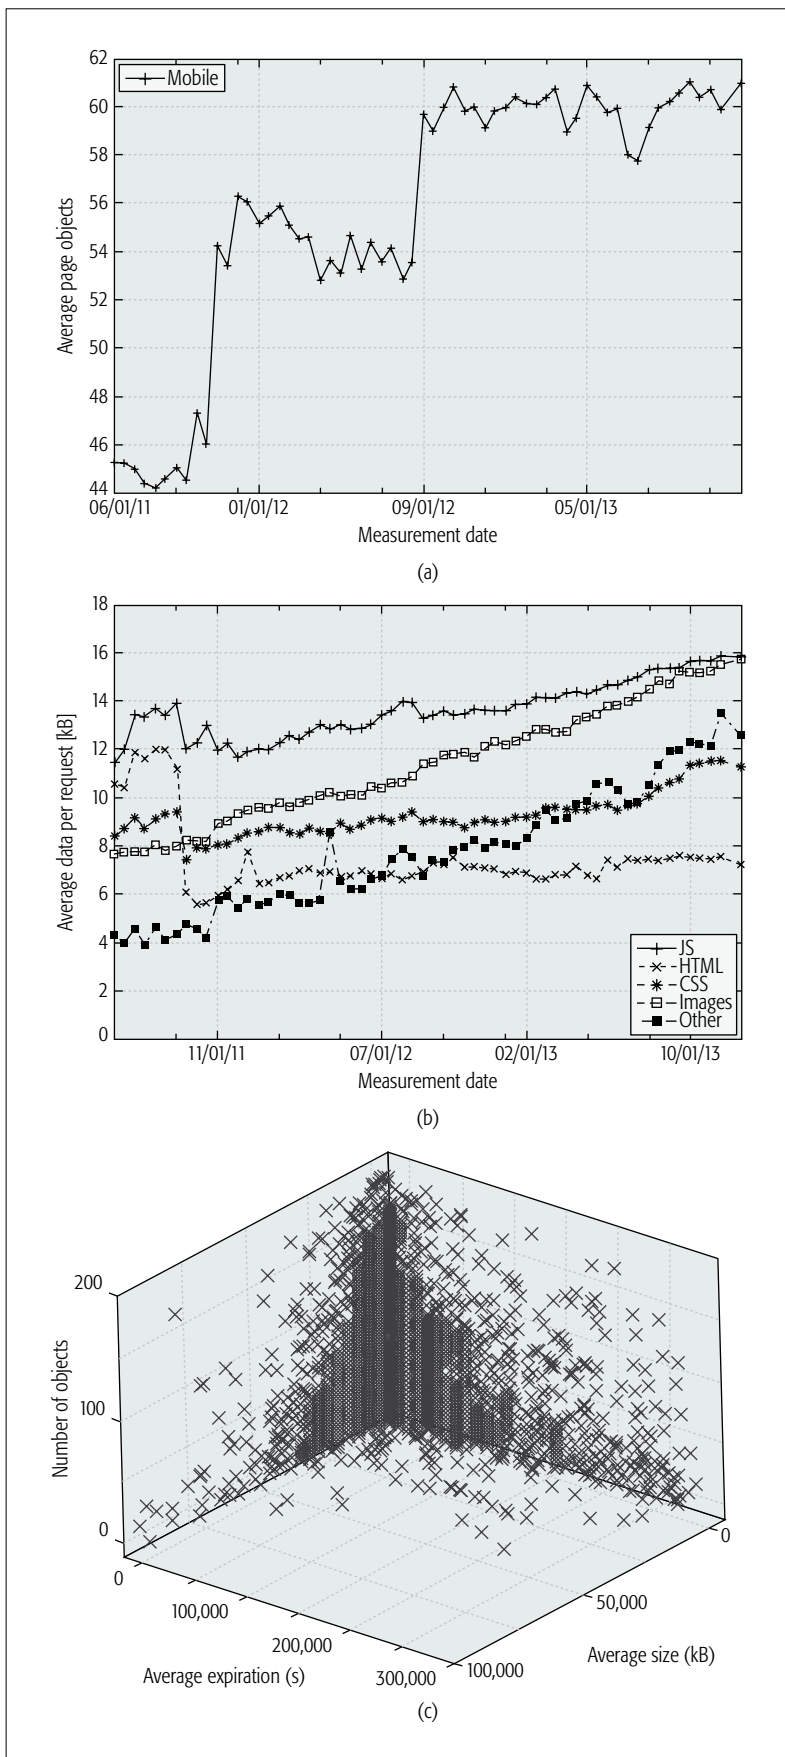 62
60
58
56
54
52
50
48
46
44
Mobile
Average page objects
06/01/11 01/01/12 09/01/12 05/01/13
Measurement date
(a)
18
16
14
12
10
8
6
4
2
0
Average data per request [kB]
JS
HTML
CSS
Images
Other
11/01/11 07/01/12 02/01/13 10/01/13
Measurement date
(b)
200
100
0
Number of objects
0
100,000
200,000
300,000
Average expiration (s)
0
50,000
100,000
Average size (kB)
(c)